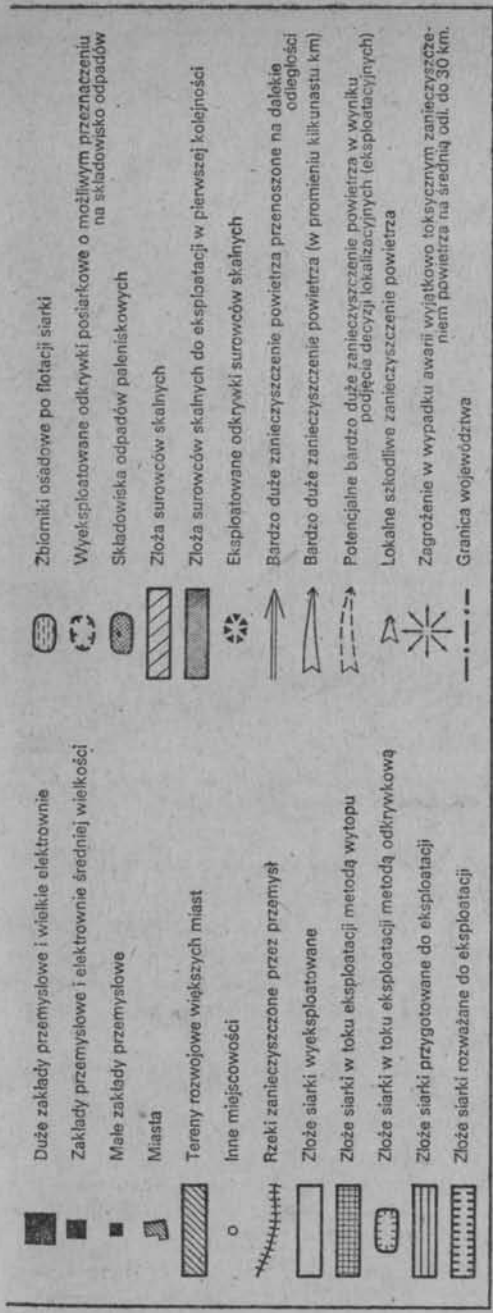 Duże zakłady przemysłowe i wielkie elektrownie
Zakłady przemysłowe i elektrownie średniej wielkości
Małe zakłady przemysłowe
Miasta
Tereny rozwojowe większych miast
Inne miejscowości
Rzeki zanieczyszczone przez przemysł
Złoże siarki wyeksploatowane
Złoże siarki w toku eksploatacji metodą wytopu
Złoże siarki w toku eksploatacji metodą odkrywkową
Złoże siarki przygotowane do eksploatacji
Złoże siarki rozważane do eksploatacji
Zbiorniki osadowe po flotacji siarki
Wyeksploatowane odkrywki posiarkowe o możliwym przeznaczeniu
na składowisko odpadów
Składowiska odpadów paleniskowych
Złoża surowców skalnych
Złoża surowców skalnych do eksploatacji w pierwszej kolejności
Eksploatowane odkrywki surowców skalnych
Bardzo duże zanieczyszczenie powietrza przenoszone na dalekie
odległości
Bardzo duże zanieczyszczenie powietrza (w promieniu kilkunastu km)
Potencjalne bardzo duże zanieczyszczenie powietrza w wyniku
podjęcia decyzji lokalizacyjnych (eksploatacyjnych)
Lokalne szkodliwe zanieczyszczenie powietrza
Zagrożenie w wypadku awarii wyjątkowo toksycznym zanieczyszcze-
niem powietrza na średnią odl. do 30 km.
Granica województwa